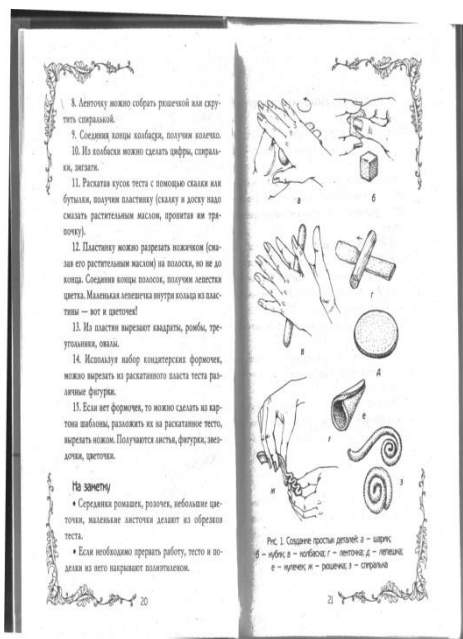 8. Ленточку можно собрать рюшечкой или скру-
тить спиралькой.
9. Соединив концы колбаски, получим колечко.
10. Из колбаски можно сделать цифры, спираль-
ки, зигзаги.
11. Раскатав кусок теста с помощью скалки или
бутылки, получим пластинку (скалку и доску надо
смазать растительным маслом, пропитав им тря-
почку).
12. Пластинку можно разрезать ножичком (сма-
зав его растительным маслом) на полоски, но не до
конца. Соединив концы полосок, получим лепестки
цветка. Маленькая лепешечка внутри кольца из плас-
тины — вот и цветочек!
13. Из пластин вырезают квадраты, ромбы, тре-
угольники, овалы.
14. Используя набор кондитерских формочек,
можно вырезать из раскатанного пласта теста раз-
личные фигурки.
15. Если нет формочек, то можно сделать из кар-
тона шаблоны, разложить их на раскатанное тесто,
вырезать ножом. Получаются листья, фигурки, звез-
дочки, цветочки.
На заметку
• Серединки ромашек, розочек, небольшие цве-
точки, маленькие листочки делают из обрезков
теста.
• Если необходимо прервать работу, тесто и по-
делки из него накрывают полиэтиленом.
20
а
б
в
г
д
е
г
ж
з
Рис. 1. Создание простых деталей: а — шарик;
б — кубик; в — колбаска; г — ленточка; д — лепешка;
е — кулечек; ж — рюшечка; з — спиралька
21